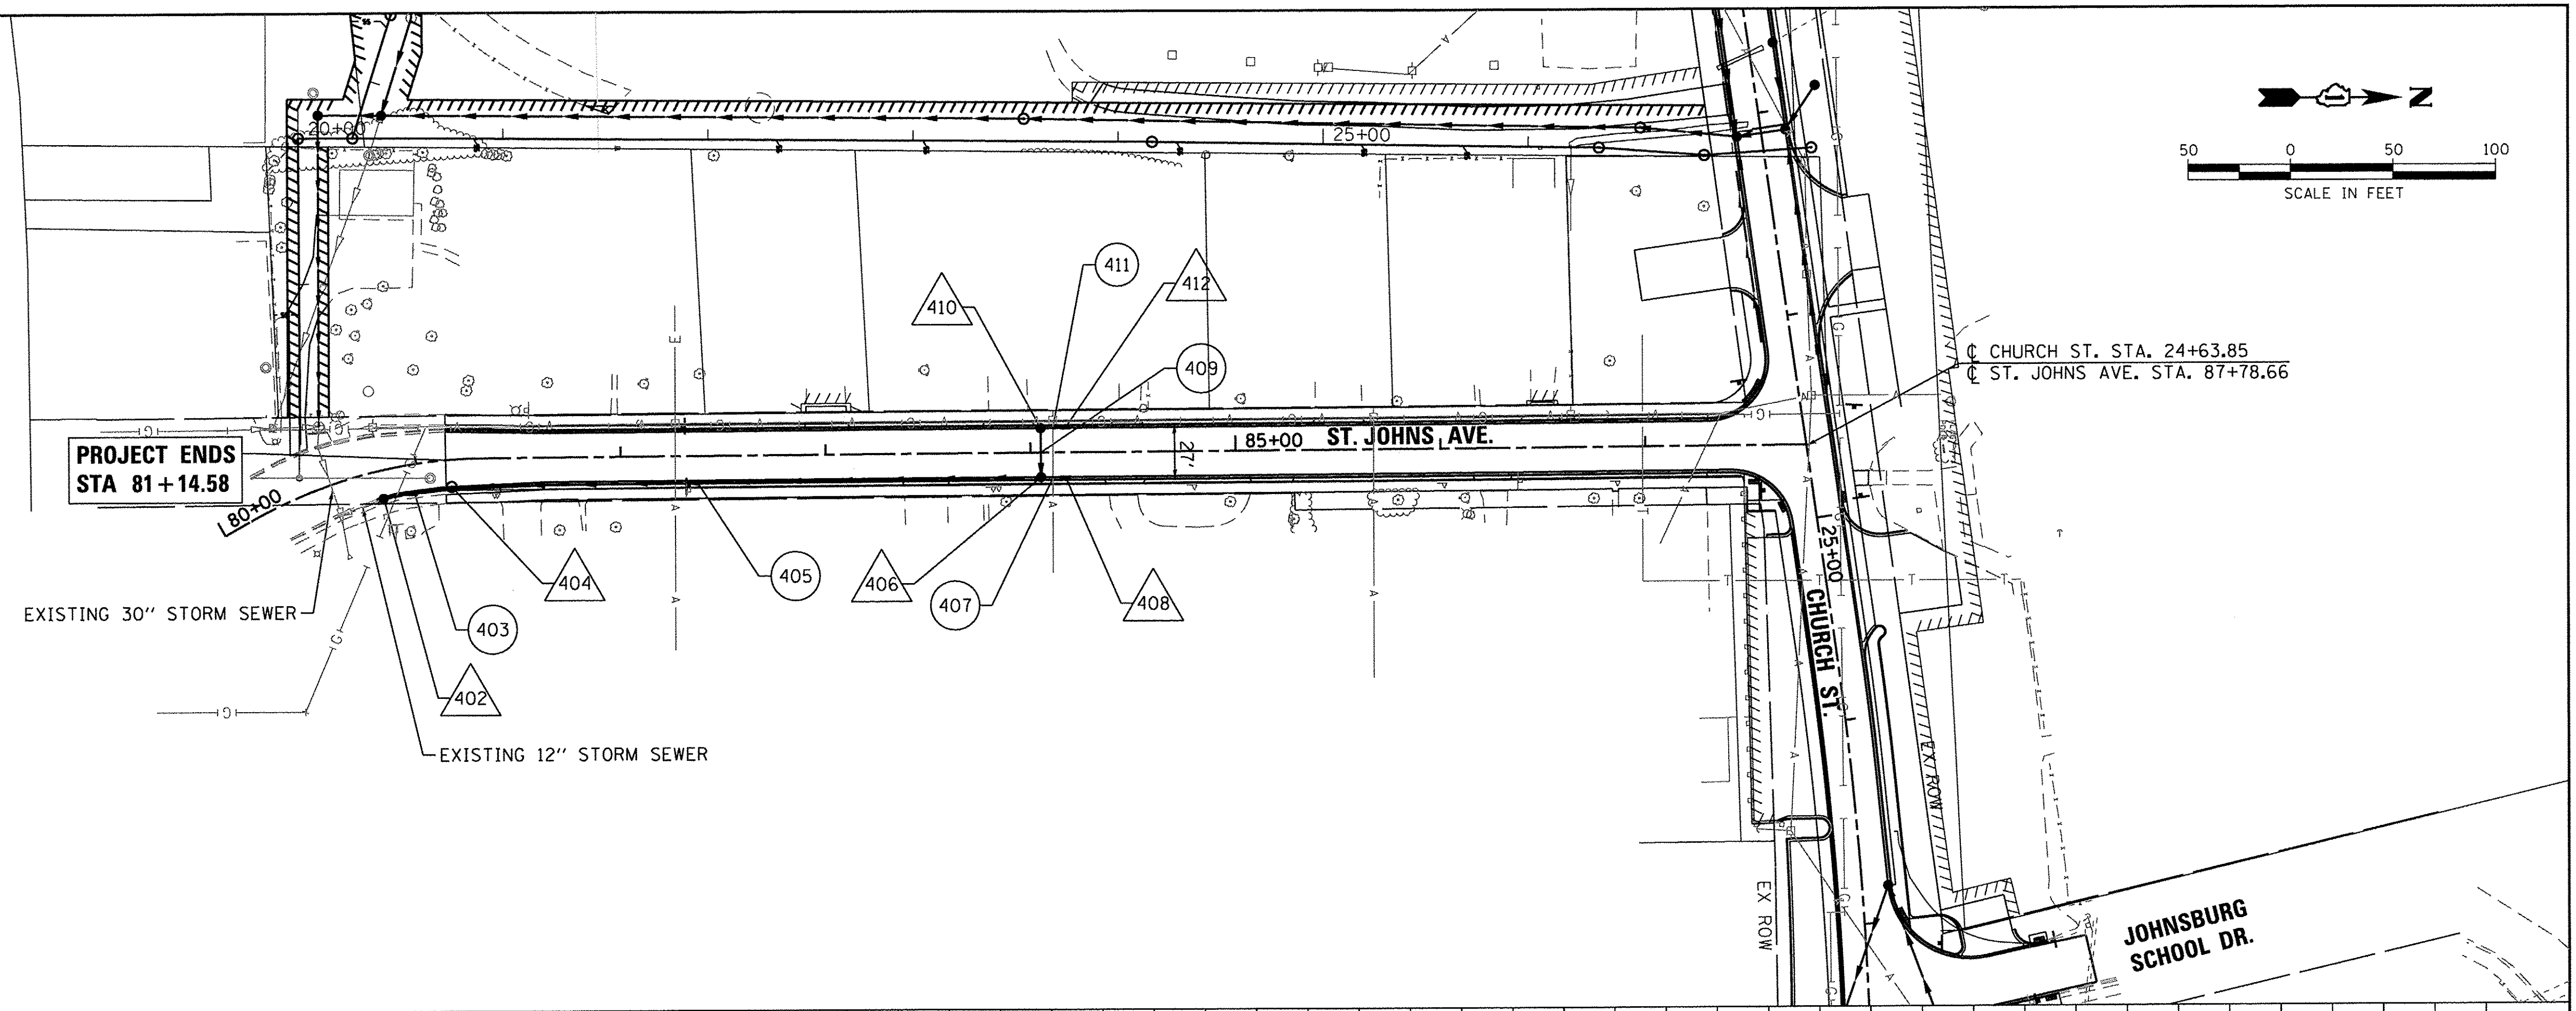 20+00
25+00
N
50 0 50 100
SCALE IN FEET
411
410
412
409
℄ CHURCH ST. STA. 24+63.85
℄ ST. JOHNS AVE. STA. 87+78.66
PROJECT ENDS
STA 81+14.58
80+00
27'
85+00
ST. JOHNS AVE.
404
405
406
407
408
EXISTING 30" STORM SEWER
403
402
EXISTING 12" STORM SEWER
25+00
CHURCH ST.
EX ROW
EX ROW
JOHNSBURG
SCHOOL DR.